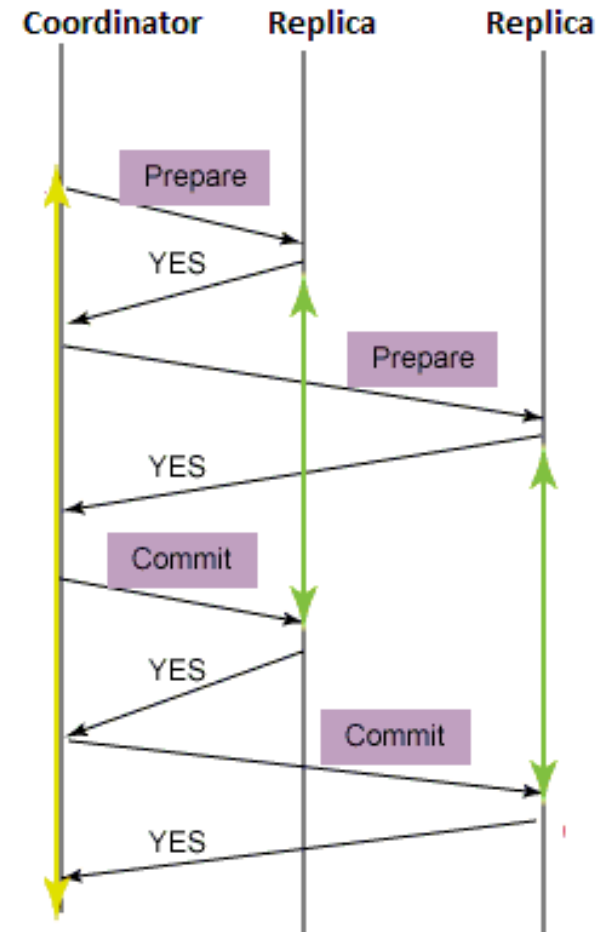 Coordinator Replica Replica
Prepare
YES
Prepare
YES
Commit
YES
Commit
YES